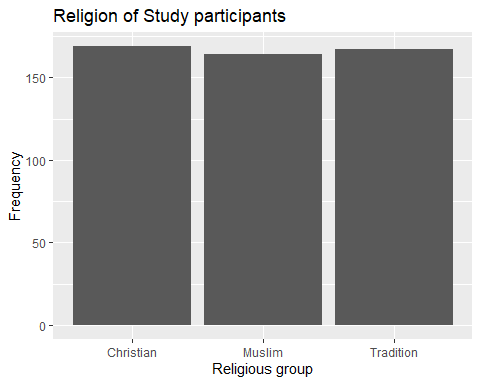 Religion of Study participants
Frequency
150
100
50
0
Christian Muslim Tradition
Religious group